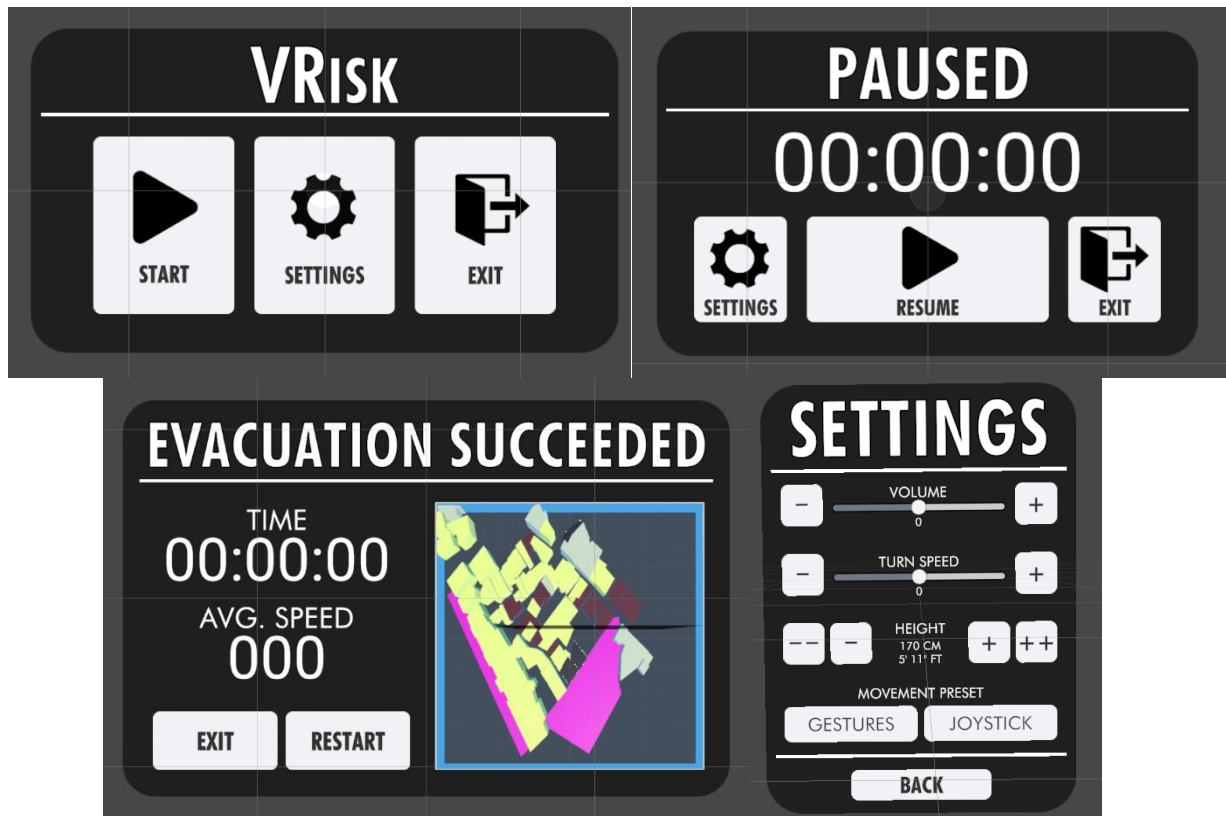 VRISK
START
SETTINGS
EXIT
PAUSED
00:00:00
SETTINGS
RESUME
EXIT
EVACUATION SUCCEEDED
TIME
00:00:00
AVG. SPEED
000
EXIT
RESTART
SETTINGS
- VOLUME +
0
- TURN SPEED +
0
-- - HEIGHT + ++
170 CM
5' 11" FT
MOVEMENT PRESET
GESTURES
JOYSTICK
BACK